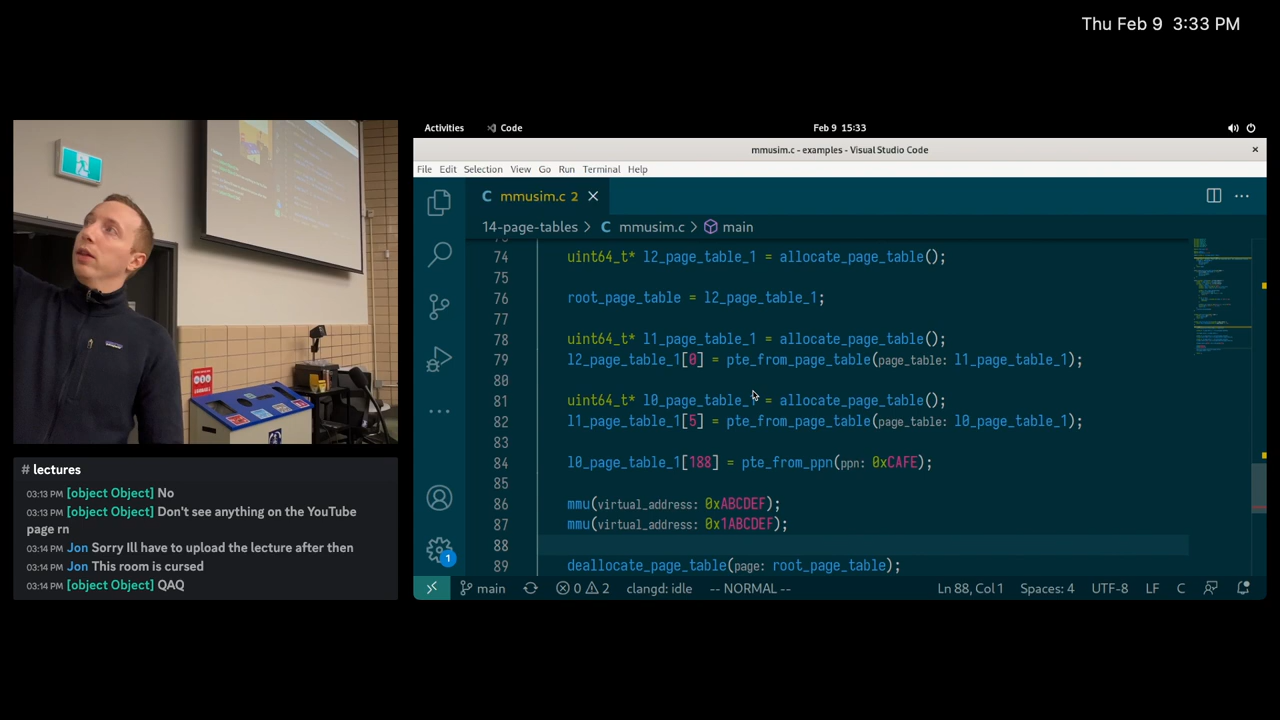 Thu Feb 9 3:33 PM
Activities
Code
Feb 9 15:33
mmusim.c - examples - Visual Studio Code
File Edit Selection View Go Run Terminal Help
C mmusim.c 2
14-page-tables > C mmusim.c > main
74 uint64_t* l2_page_table_1 = allocate_page_table();
75
76 root_page_table = l2_page_table_1;
77
78 uint64_t* l1_page_table_1 = allocate_page_table();
79 l2_page_table_1[0] = pte_from_page_table(page_table: l1_page_table_1);
80
81 uint64_t* l0_page_table_1 = allocate_page_table();
82 l1_page_table_1[5] = pte_from_page_table(page_table: l0_page_table_1);
83
84 l0_page_table_1[188] = pte_from_ppn(ppn: 0xCAFE);
85
86 mmu(virtual_address: 0xABCDEF);
87 mmu(virtual_address: 0x1ABCDEF);
88
89 deallocate_page_table(page: root_page_table);
1
main
0
2
clangd: idle
-- NORMAL --
Ln 88, Col 1
Spaces: 4
UTF-8
LF
C
# lectures
03:13 PM [object Object] No
03:13 PM [object Object] Don't see anything on the YouTube
page rn
03:14 PM Jon Sorry Ill have to upload the lecture after then
03:14 PM Jon This room is cursed
03:14 PM [object Object] QAQ